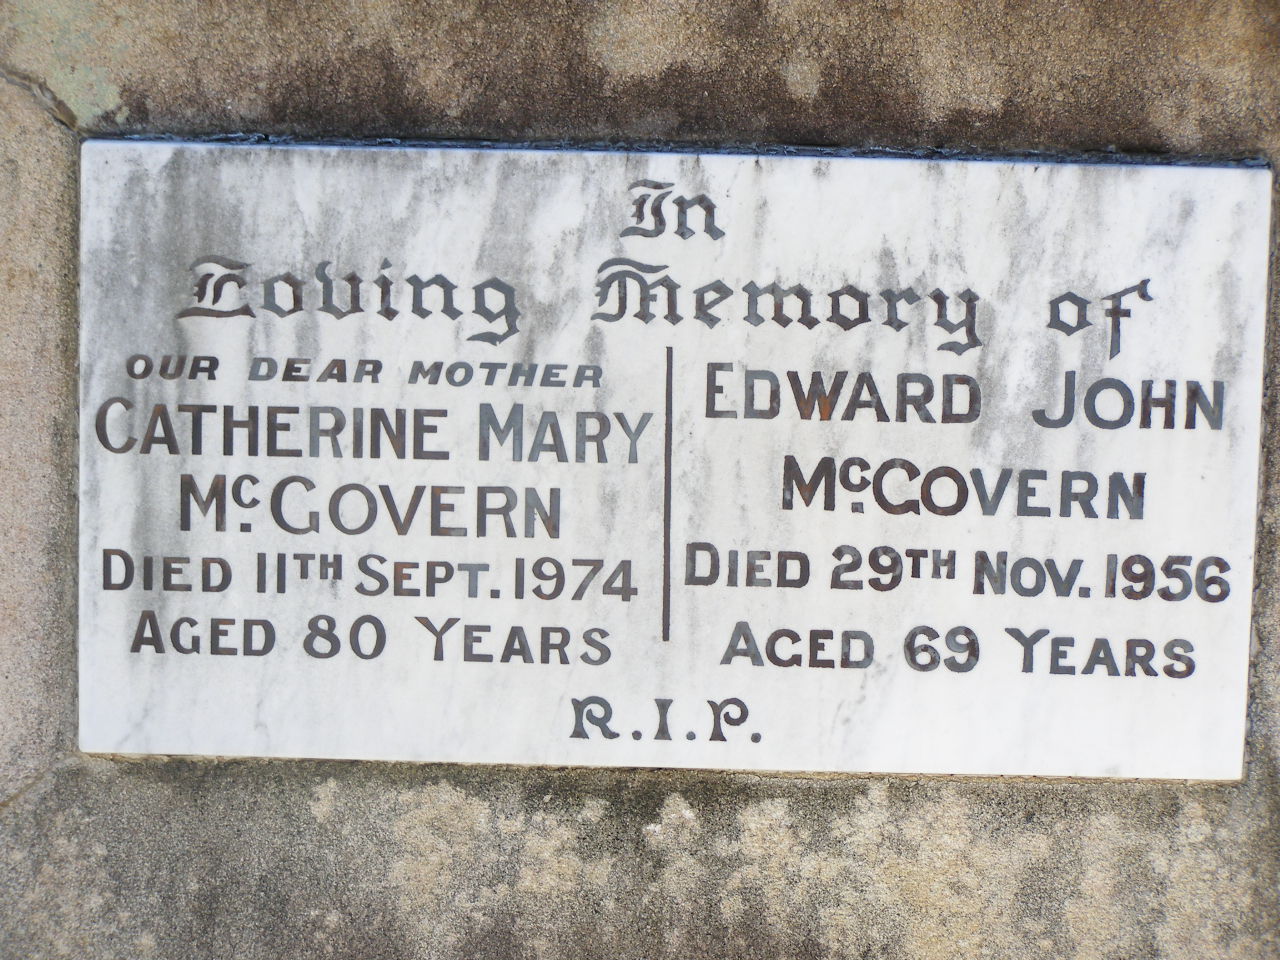 In
Loving Memory of
OUR DEAR MOTHER
CATHERINE MARY
McGOVERN
DIED 11TH SEPT. 1974
AGED 80 YEARS
EDWARD JOHN
McGOVERN
DIED 29TH NOV. 1956
AGED 69 YEARS
R.I.P.